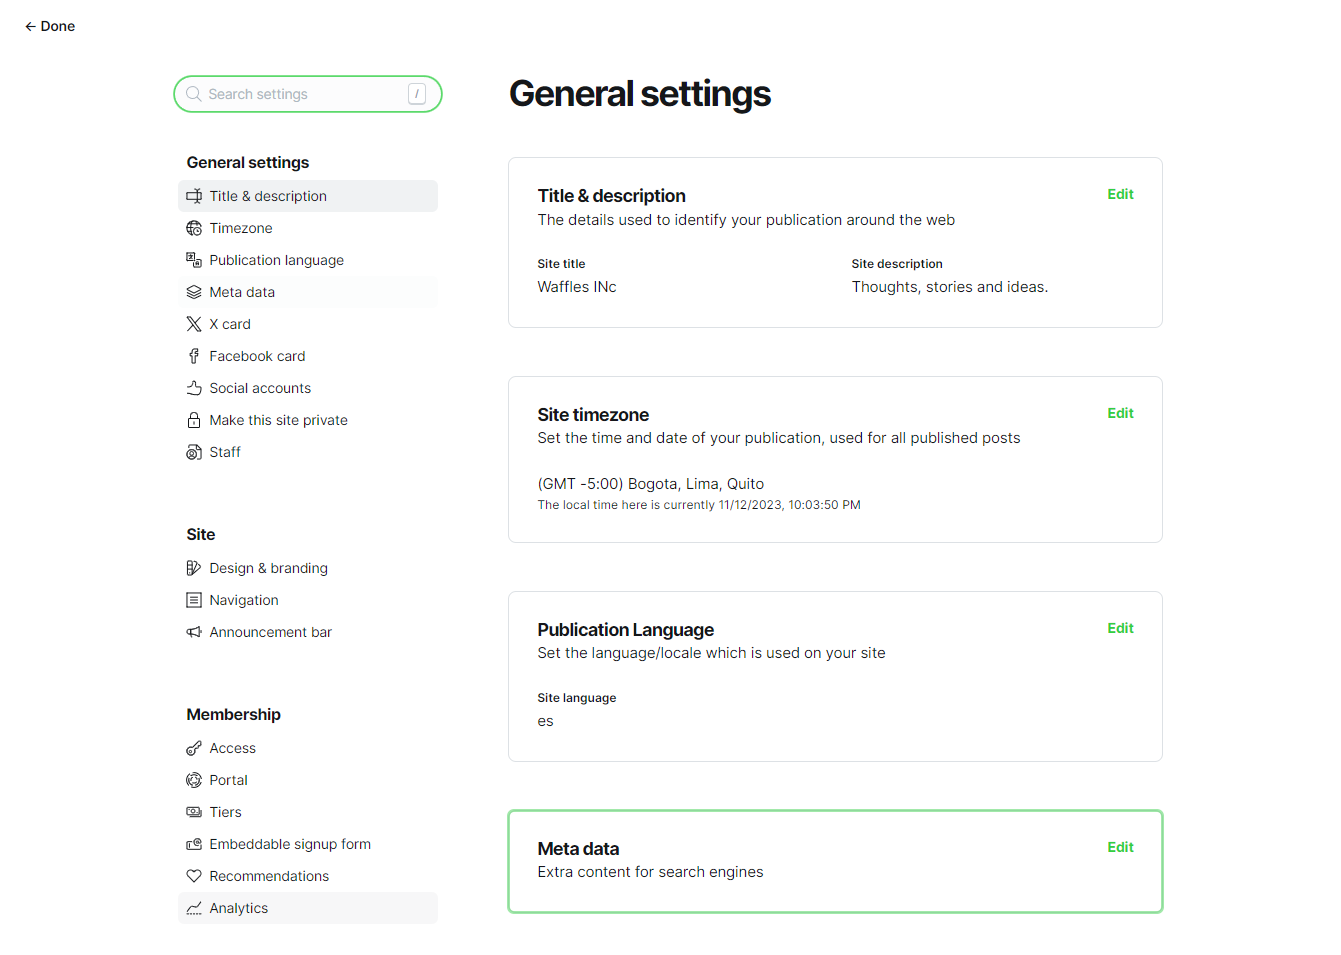 ← Done
Search settings /
General settings
Title & description
Timezone
Publication language
Meta data
X card
Facebook card
Social accounts
Make this site private
Staff
Site
Design & branding
Navigation
Announcement bar
Membership
Access
Portal
Tiers
Embeddable signup form
Recommendations
Analytics
General settings
Title & description
Edit
The details used to identify your publication around the web
Site title
Waffles INc
Site description
Thoughts, stories and ideas.
Site timezone
Edit
Set the time and date of your publication, used for all published posts
(GMT -5:00) Bogota, Lima, Quito
The local time here is currently 11/12/2023, 10:03:50 PM
Publication Language
Edit
Set the language/locale which is used on your site
Site language
es
Meta data
Edit
Extra content for search engines